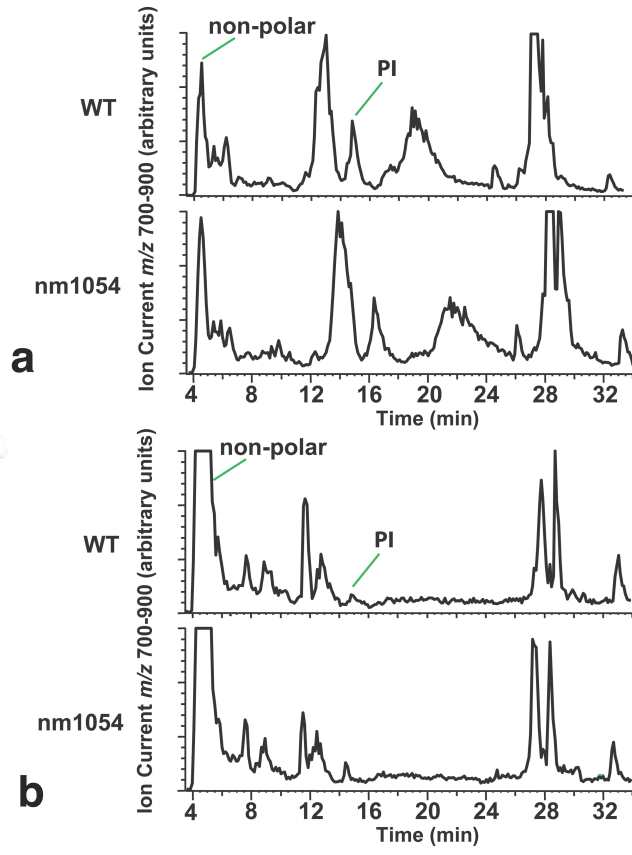 non-polar
PI
WT
nm1054
Ion Current m/z 700-900 (arbitrary units)
a
4 8 12 16 20 24 28 32
Time (min)
non-polar
PI
WT
nm1054
Ion Current m/z 700-900 (arbitrary units)
b
4 8 12 16 20 24 28 32
Time (min)